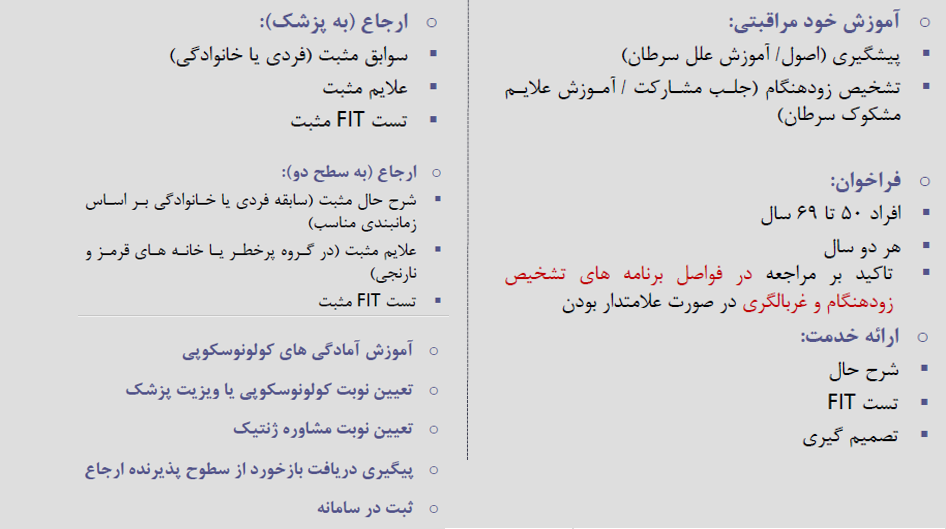 آموزش خود مراقبتی:
پیشگیری (اصول/ آموزش علل سرطان)
تشخیص زودهنگام (جلب مشارکت / آموزش علایم
مشکوک سرطان)
فراخوان:
افراد ۵۰ تا ۶۹ سال
هر دو سال
تاکید بر مراجعه در فواصل برنامه های تشخیص
زودهنگام و غربالگری در صورت علامتدار بودن
ارائه خدمت:
شرح حال
تست FIT
تصمیم گیری
ارجاع (به پزشک):
سوابق مثبت (فردی یا خانوادگی)
علایم مثبت
تست FIT مثبت
ارجاع (به سطح دو):
شرح حال مثبت (سابقه فردی یا خانوادگی بر اساس
زمانبندی مناسب)
علایم مثبت (در گروه پرخطر یا خانه های قرمز و
نارنجی)
تست FIT مثبت
آموزش آمادگی های کولونوسکوپی
تعیین نوبت کولونوسکوپی یا ویزیت پزشک
تعیین نوبت مشاوره ژنتیک
پیگیری دریافت بازخورد از سطوح پذیرنده ارجاع
ثبت در سامانه